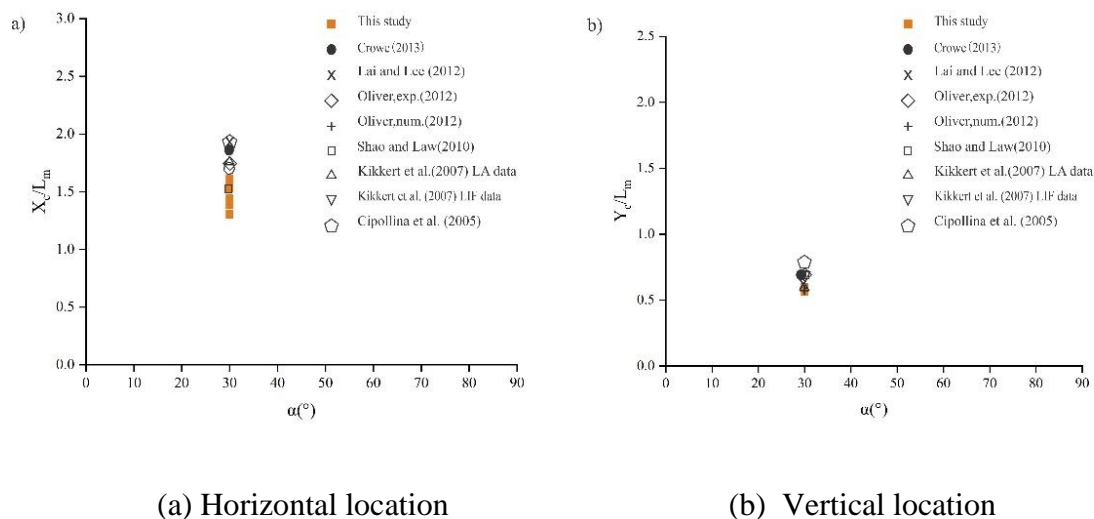 a)
3.0
2.5
2.0
1.5
1.0
0.5
0.0
Xc/Lm
0 10 20 30 40 50 60 70 80 90
α(°)
This study
Crowe(2013)
Lai and Lee (2012)
Oliver,exp.(2012)
Oliver,num.(2012)
Shao and Law(2010)
Kikkert et al.(2007) LA data
Kikkert et al. (2007) LIF data
Cipollina et al. (2005)
b)
2.5
2.0
1.5
1.0
0.5
0.0
Yc/Lm
0 10 20 30 40 50 60 70 80 90
α(°)
This study
Crowe(2013)
Lai and Lee (2012)
Oliver,exp.(2012)
Oliver,num.(2012)
Shao and Law(2010)
Kikkert et al.(2007) LA data
Kikkert et al. (2007) LIF data
Cipollina et al. (2005)
(a) Horizontal location
(b) Vertical location